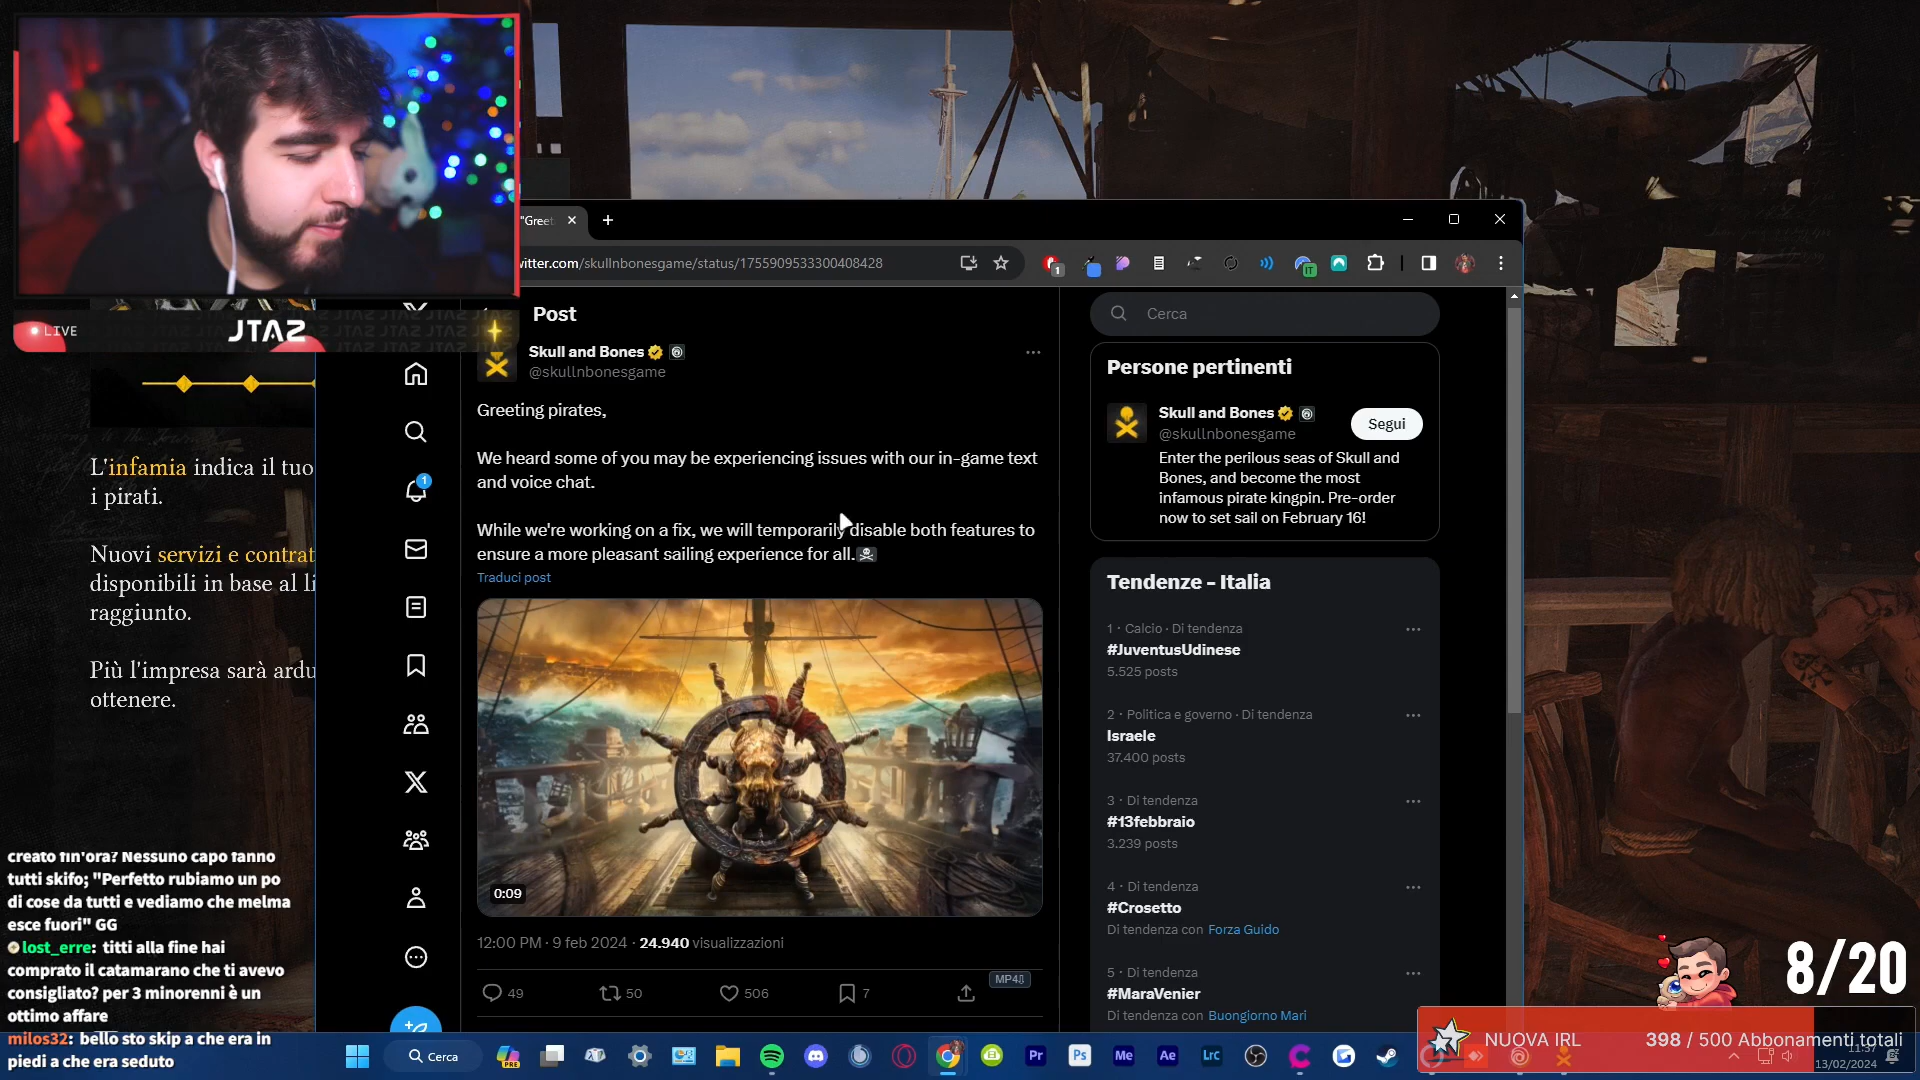 LIVE
JTAZ
"Greet
witter.com/skullnbonesgame/status/1755909533300408428
1
IT
Post
Skull and Bones
@skullnbonesgame
Greeting pirates,
We heard some of you may be experiencing issues with our in-game text
and voice chat.
While we're working on a fix, we will temporarily disable both features to
ensure a more pleasant sailing experience for all.☠
Traduci post
0:09
12:00 PM · 9 feb 2024 · 24.940 visualizzazioni
MP4
49
50
506
7
1
Cerca
Persone pertinenti
Skull and Bones
@skullnbonesgame
Segui
Enter the perilous seas of Skull and
Bones, and become the most
infamous pirate kingpin. Pre-order
now to set sail on February 16!
Tendenze – Italia
1 · Calcio · Di tendenza
#JuventusUdinese
5.525 posts
2 · Politica e governo · Di tendenza
Israele
37.400 posts
3 · Di tendenza
#13febbraio
3.239 posts
4 · Di tendenza
#Crosetto
Di tendenza con Forza Guido
5 · Di tendenza
#MaraVenier
Di tendenza con Buongiorno Mari
L'infamia indica il tuo
i pirati.
Nuovi servizi e contrat
disponibili in base al li
raggiunto.
Più l'impresa sarà ardu
ottenere.
creato fin'ora? Nessuno capo fanno
tutti skifo; "Perfetto rubiamo un po
di cose da tutti e vediamo che melma
esce fuori" GG
lost_erre: titti alla fine hai
comprato il catamarano che ti avevo
consigliato? per 3 minorenni è un
ottimo affare
milos32: bello sto skip a che era in
piedi a che era seduto
8/20
NUOVA IRL
398 / 500 Abbonamenti totali
Cerca
PRE
Pr
Ps
Me
Ae
Lrc
11:37
13/02/2024